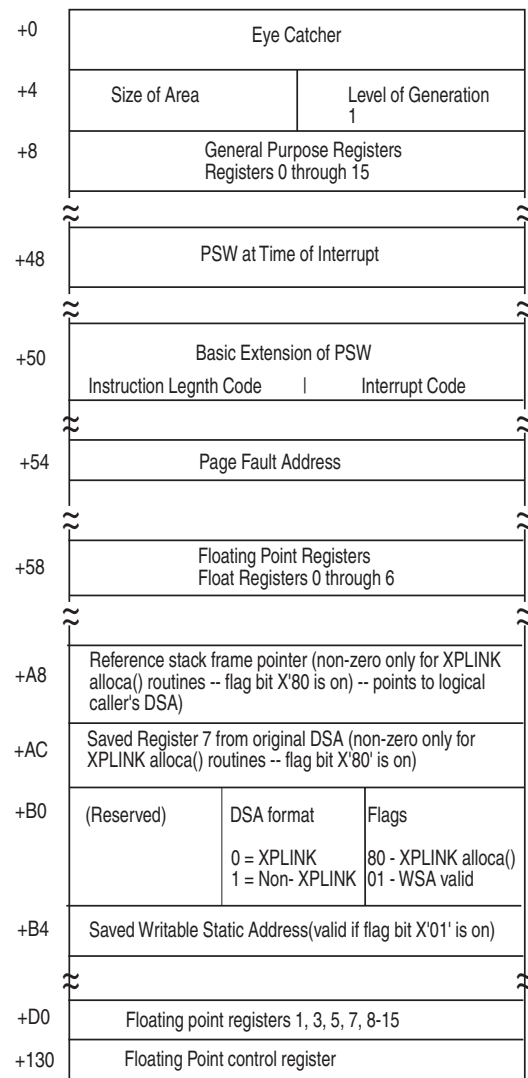 +0 Eye Catcher
+4 Size of Area Level of Generation
1
+8 General Purpose Registers
Registers 0 through 15
+48 PSW at Time of Interrupt
+50 Basic Extension of PSW
Instruction Legnth Code | Interrupt Code
+54 Page Fault Address
+58 Floating Point Registers
Float Registers 0 through 6
+A8 Reference stack frame pointer (non-zero only for XPLINK
alloca() routines -- flag bit X'80 is on) -- points to logical
caller's DSA)
+AC Saved Register 7 from original DSA (non-zero only for
XPLINK alloca() routines -- flag bit X'80' is on)
+B0 (Reserved) DSA format Flags
0 = XPLINK 80 - XPLINK alloca()
1 = Non- XPLINK 01 - WSA valid
+B4 Saved Writable Static Address(valid if flag bit X'01' is on)
+D0 Floating point registers 1, 3, 5, 7, 8-15
+130 Floating Point control register